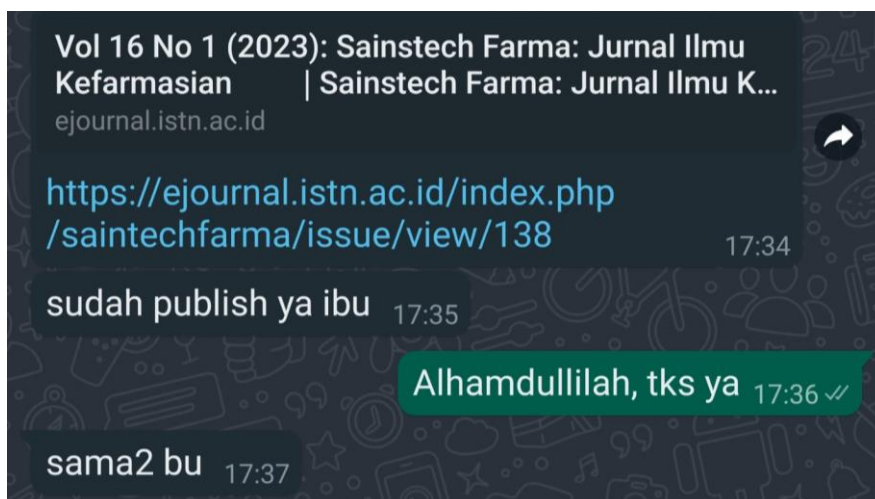 Vol 16 No 1 (2023): Sainstech Farma: Jurnal Ilmu
Kefarmasian | Sainstech Farma: Jurnal Ilmu K...
ejournal.istn.ac.id
https://ejournal.istn.ac.id/index.php
/saintechfarma/issue/view/138
17:34
sudah publish ya ibu 17:35
Alhamdullilah, tks ya 17:36
sama2 bu 17:37